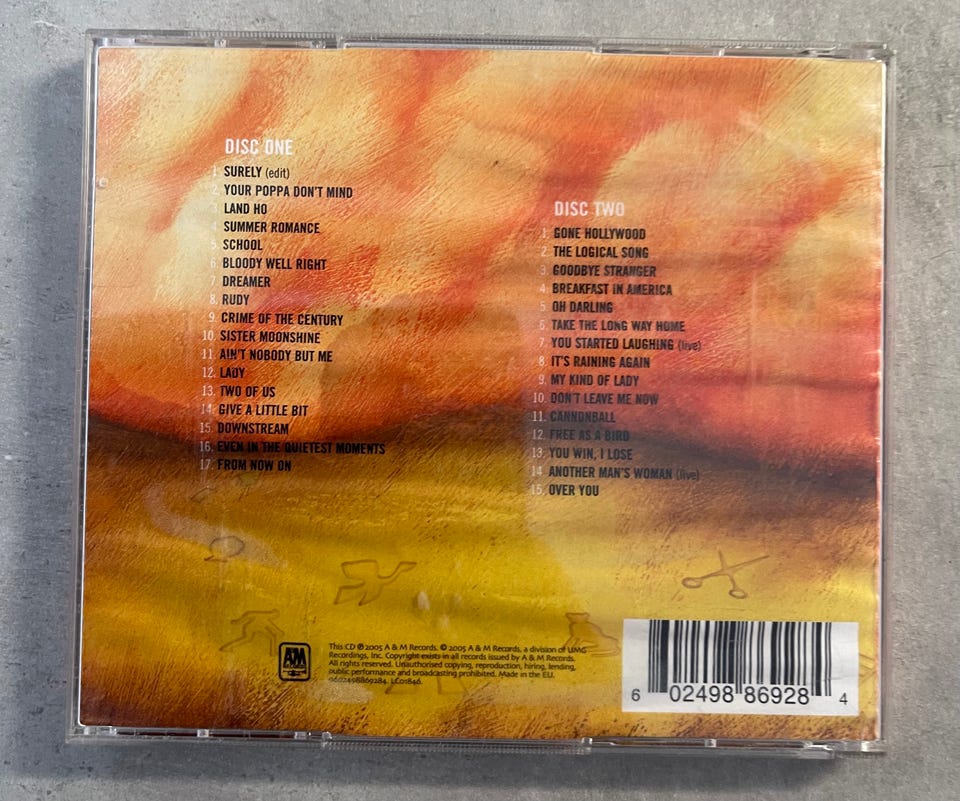 DISC ONE
1. SURELY (edit)
2. YOUR POPPA DON'T MIND
3. LAND HO
4. SUMMER ROMANCE
5. SCHOOL
6. BLOODY WELL RIGHT
7. DREAMER
8. RUDY
9. CRIME OF THE CENTURY
10. SISTER MOONSHINE
11. AIN'T NOBODY BUT ME
12. LADY
13. TWO OF US
14. GIVE A LITTLE BIT
15. DOWNSTREAM
16. EVEN IN THE QUIETEST MOMENTS
17. FROM NOW ON
DISC TWO
1. GONE HOLLYWOOD
2. THE LOGICAL SONG
3. GOODBYE STRANGER
4. BREAKFAST IN AMERICA
5. OH DARLING
6. TAKE THE LONG WAY HOME
7. YOU STARTED LAUGHING (live)
8. IT'S RAINING AGAIN
9. MY KIND OF LADY
10. DON'T LEAVE ME NOW
11. CANNONBALL
12. FREE AS A BIRD
13. YOU WIN, I LOSE
14. ANOTHER MAN'S WOMAN (live)
15. OVER YOU
A&M
RECORDS
This CD ℗ 2005 A & M Records. © 2005 A & M Records, a division of UMG
Recordings, Inc. Copyright exists in all records issued by A & M Records.
All rights reserved. Unauthorised copying, reproduction, hiring, lending,
public performance and broadcasting prohibited. Made in the EU.
0602498869284. LC01846.
6 02498 86928 4